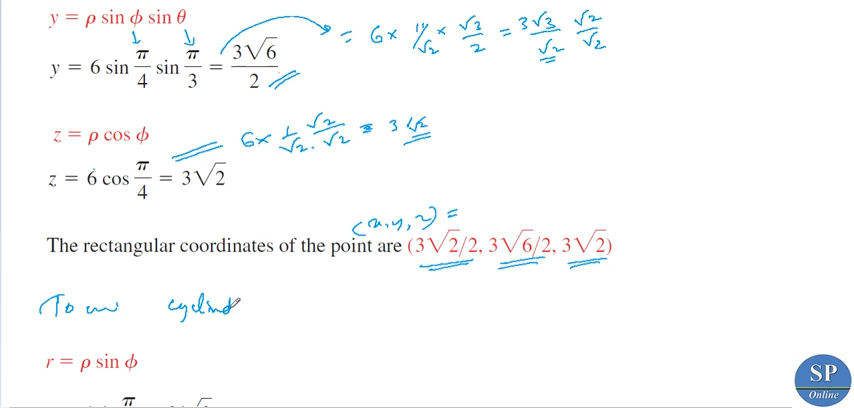 y = ρ sin ϕ sin θ
y = 6 sin π/4 sin π/3 = 3√6/2
= 6 × 1/√2 × √3/2 = 3√3/√2 √2/√2
z = ρ cos ϕ
6 × 1/√2 . √2/√2 = 3√2
z = 6 cos π/4 = 3√2
(x, y, z) =
The rectangular coordinates of the point are (3√2/2, 3√6/2, 3√2)
cylind
r = ρ sin ϕ
SP
Online